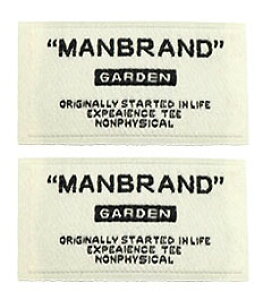 "MANBRAND"
GARDEN
ORIGINALLY STARTED IN LIFE
EXPEAIENCE TEE
NONPHYSICAL
"MANBRAND"
GARDEN
ORIGINALLY STARTED IN LIFE
EXPEAIENCE TEE
NONPHYSICAL